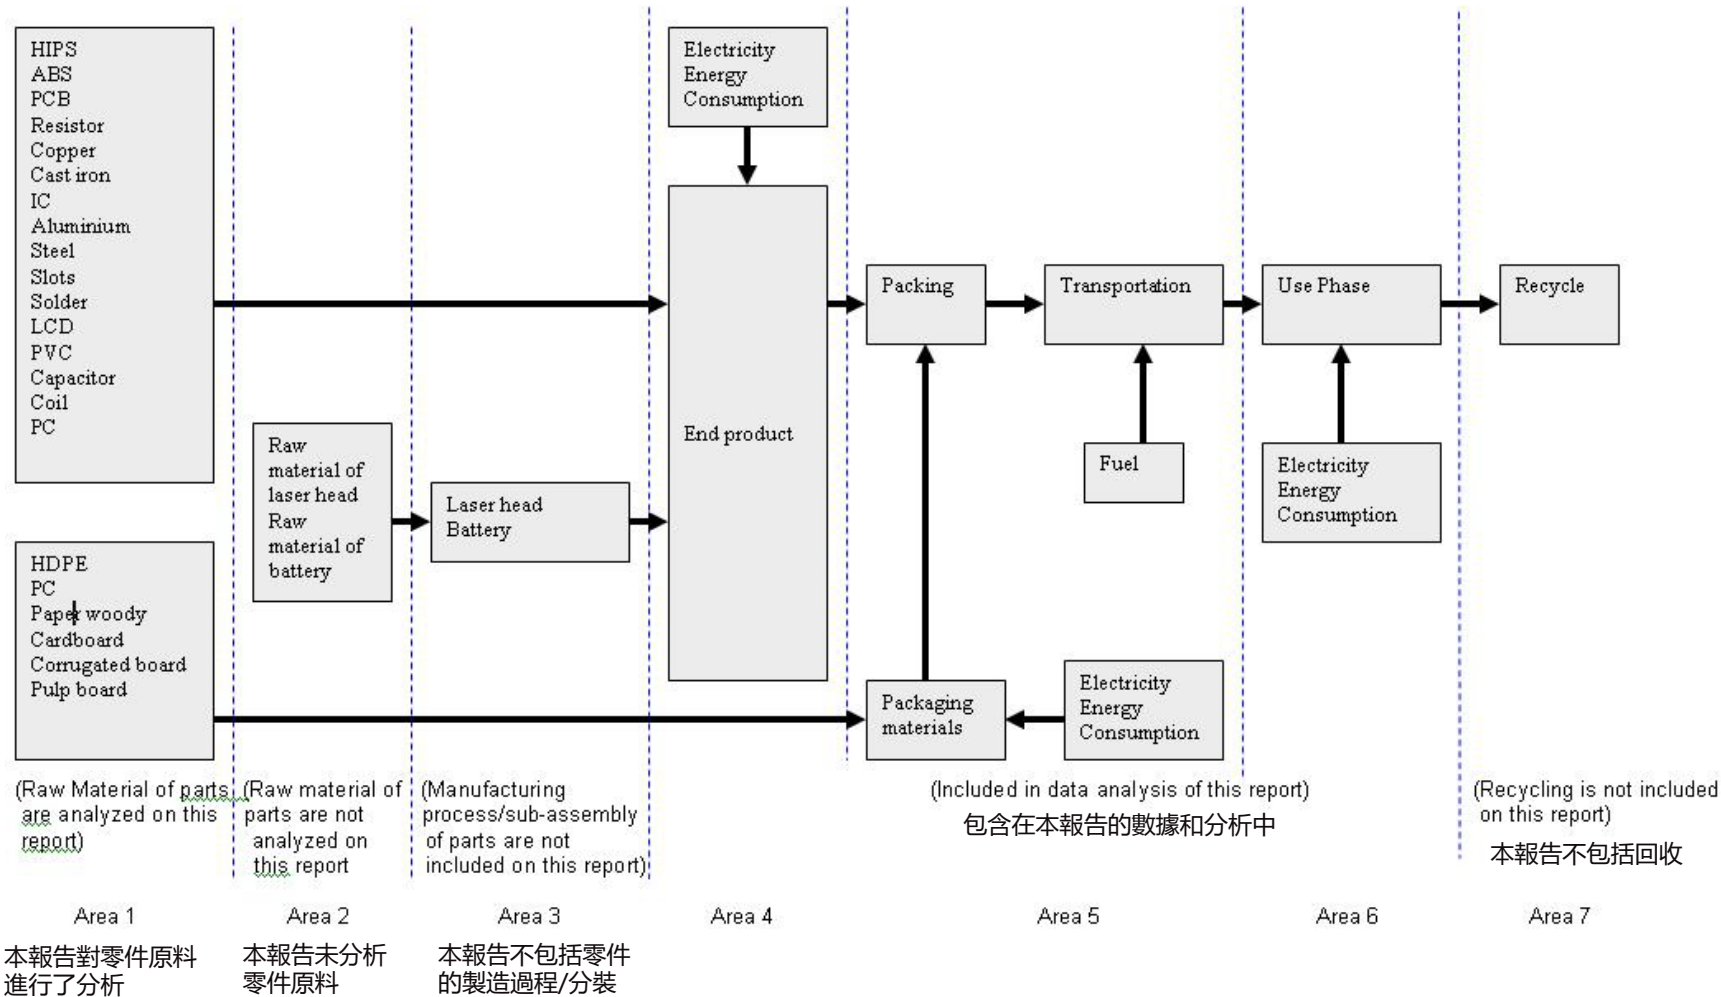 HIPS
ABS
PCB
Resistor
Copper
Cast iron
IC
Aluminium
Steel
Slots
Solder
LCD
PVC
Capacitor
Coil
PC
HDPE
PC
Paper woody
Cardboard
Corrugated board
Pulp board
Raw
material of
laser head
Raw
material of
battery
Laser head
Battery
Electricity
Energy
Consumption
End product
Packing
Transportation
Use Phase
Recycle
Fuel
Electricity
Energy
Consumption
Packaging
materials
Electricity
Energy
Consumption
(Raw Material of parts
are analyzed on this
report)
(Raw material of
parts are not
analyzed on
this report
(Manufacturing
process/sub-assembly
of parts are not
included on this report)
(Included in data analysis of this report)
包含在本報告的數據和分析中
(Recycling is not included
on this report)
本報告不包括回收
Area 1
Area 2
Area 3
Area 4
Area 5
Area 6
Area 7
本報告對零件原料
進行了分析
本報告未分析
零件原料
本報告不包括零件
的製造過程/分裝